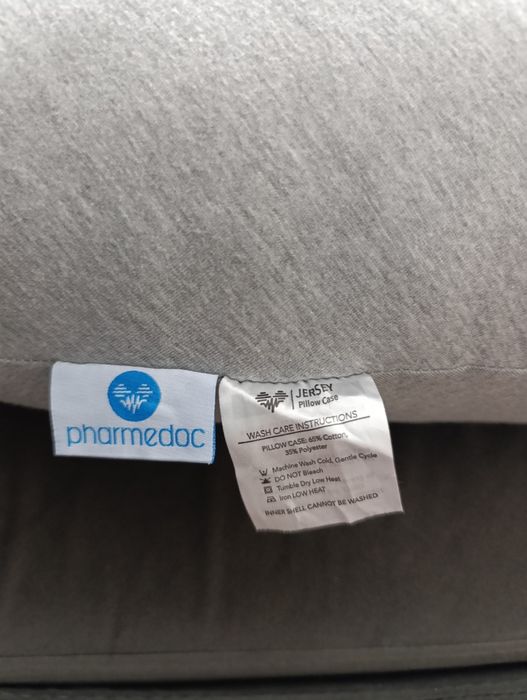 pharmedoc
JERSEY
Pillow Case
WASH CARE INSTRUCTIONS
PILLOW CASE: 65% Cotton,
35% Polyester
Machine Wash Cold, Gentle Cycle
DO NOT Bleach
Tumble Dry Low Heat
Iron LOW HEAT
INNER SHELL CANNOT BE WASHED